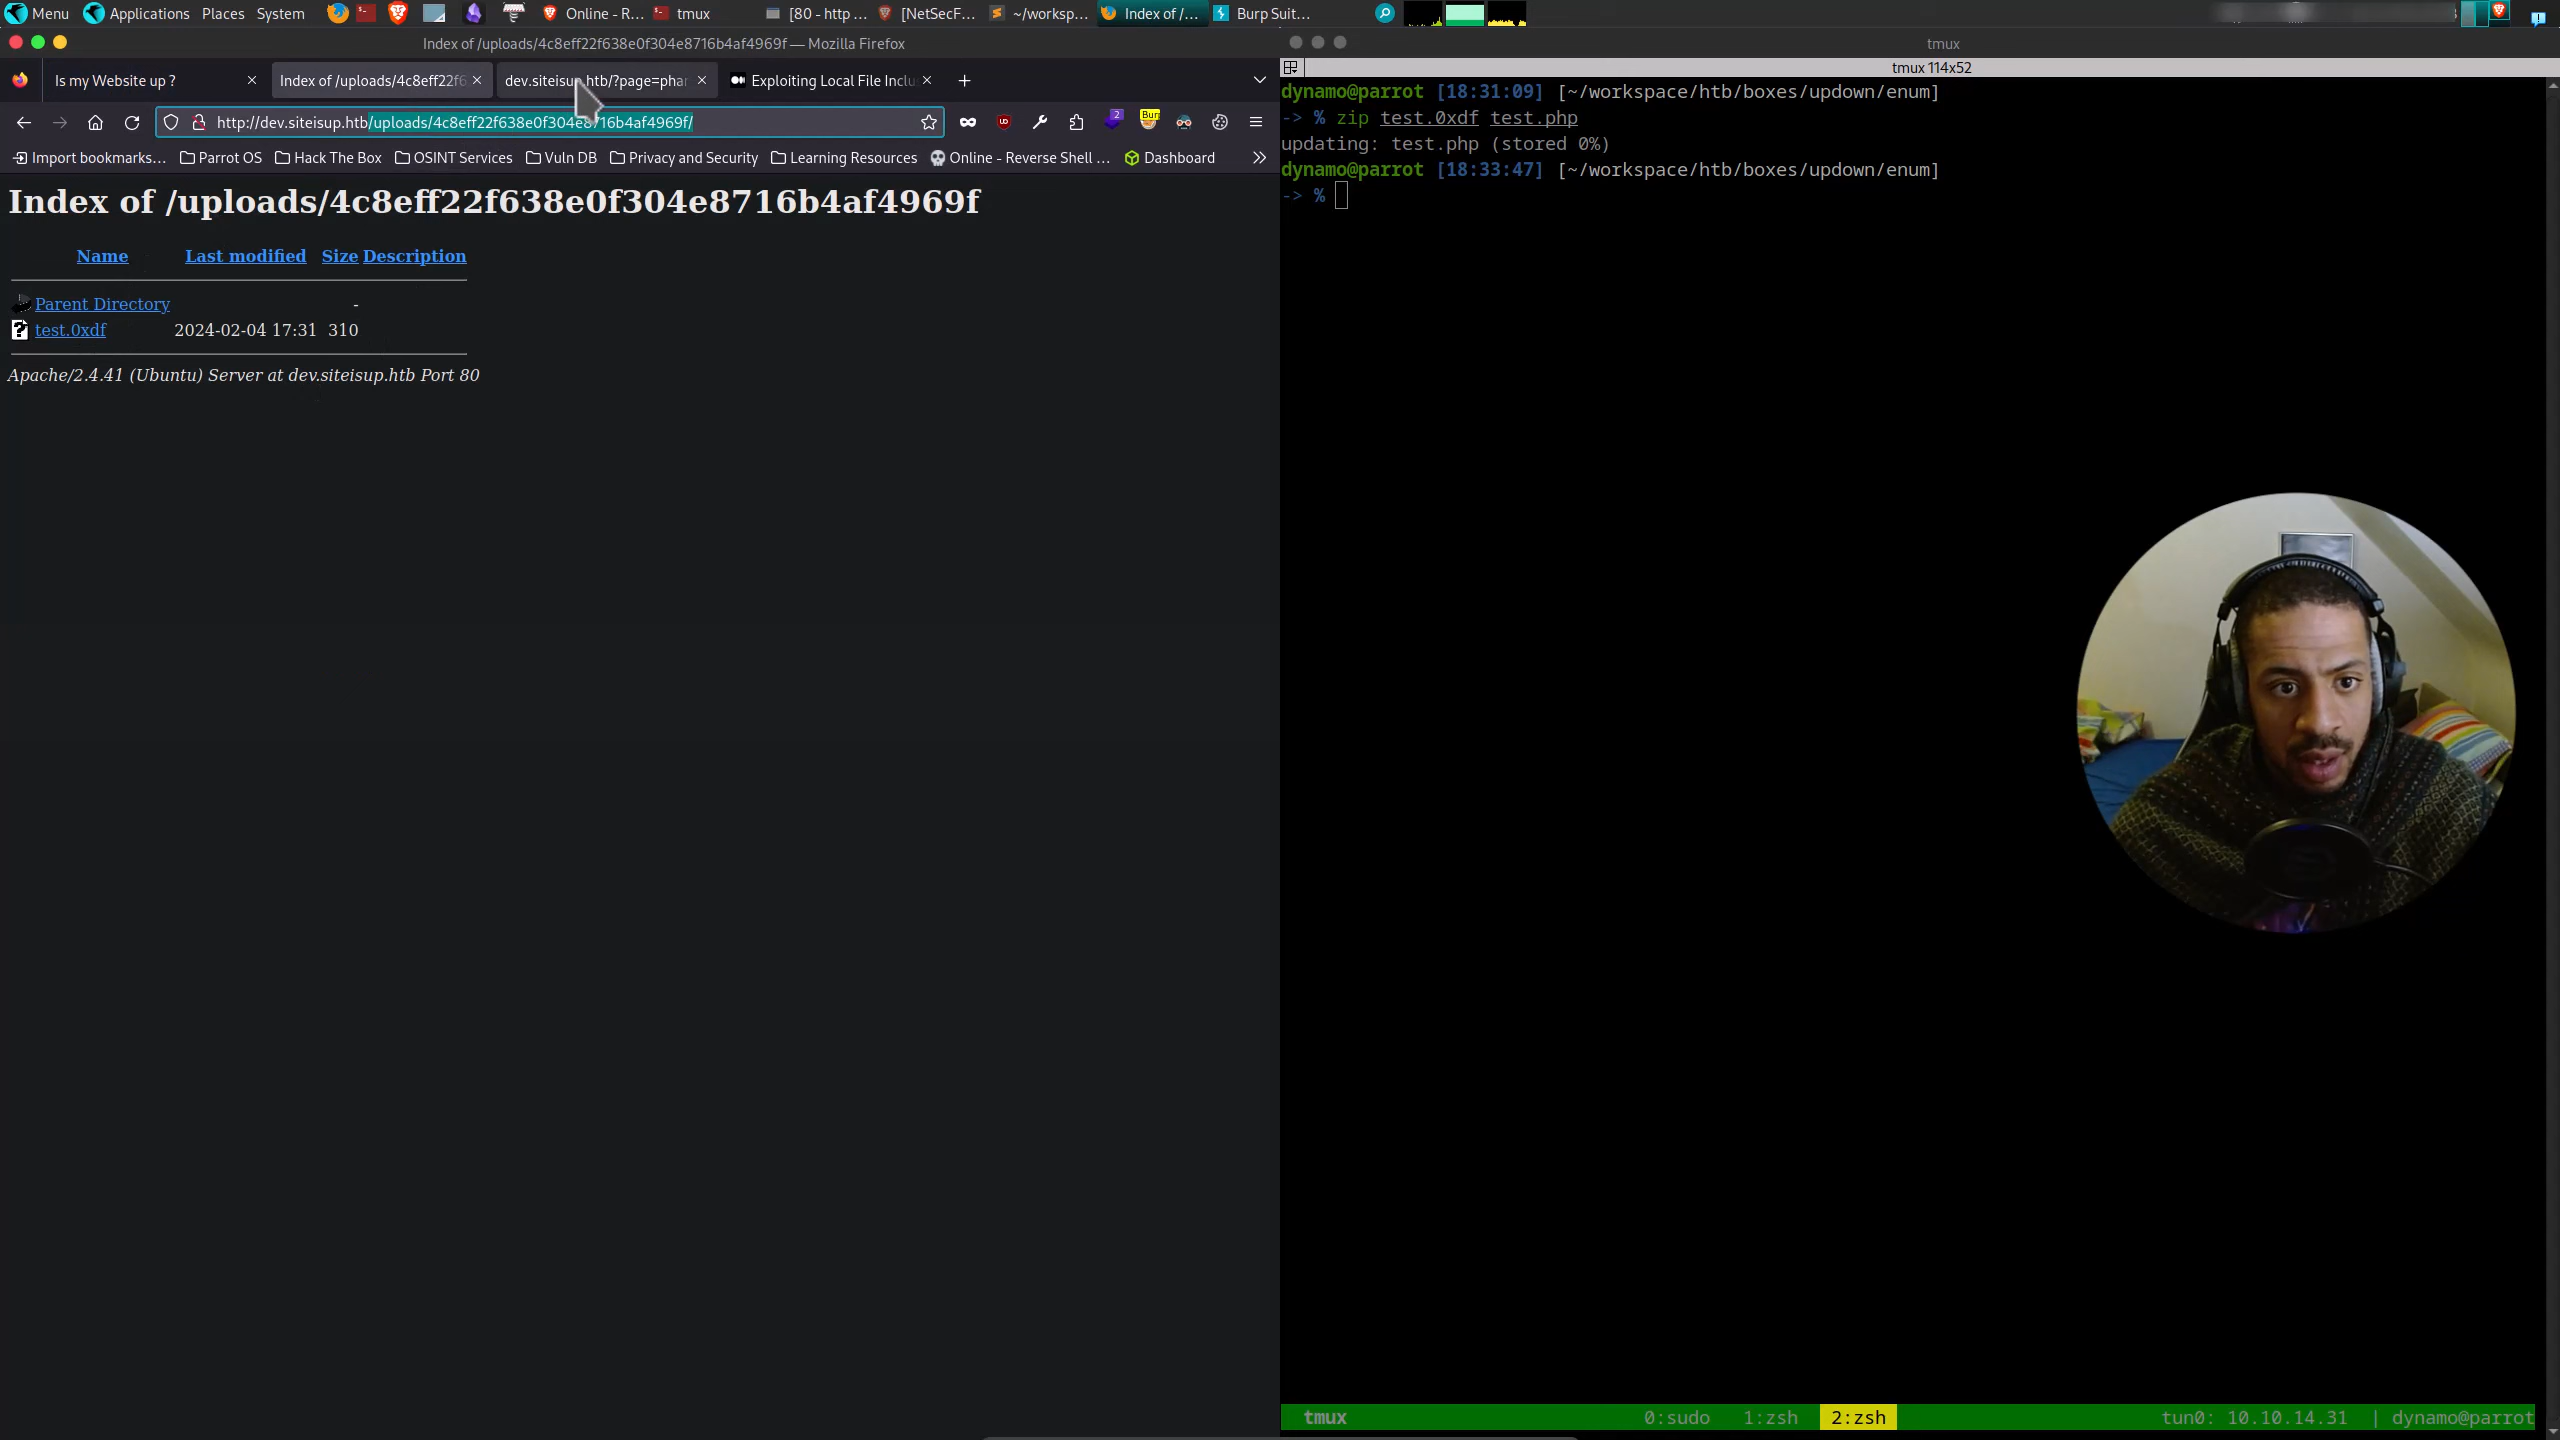 Menu Applications Places System Online - R... tmux [80 - http ... [NetSecF... ~/worksp... Index of /... Burp Suit...
Index of /uploads/4c8eff22f638e0f304e8716b4af4969f — Mozilla Firefox
Is my Website up ? Index of /uploads/4c8eff22f6 dev.siteisup.htb/?page=phar Exploiting Local File Inclu
http://dev.siteisup.htb/uploads/4c8eff22f638e0f304e8716b4af4969f/
2 Burp
Import bookmarks... Parrot OS Hack The Box OSINT Services Vuln DB Privacy and Security Learning Resources Online - Reverse Shell ... Dashboard
Index of /uploads/4c8eff22f638e0f304e8716b4af4969f
Name Last modified Size Description
Parent Directory -
test.0xdf 2024-02-04 17:31 310
Apache/2.4.41 (Ubuntu) Server at dev.siteisup.htb Port 80
tmux
tmux 114x52
dynamo@parrot [18:31:09] [~/workspace/htb/boxes/updown/enum]
-> % zip test.0xdf test.php
updating: test.php (stored 0%)
dynamo@parrot [18:33:47] [~/workspace/htb/boxes/updown/enum]
-> %
tmux 0:sudo 1:zsh 2:zsh tun0: 10.10.14.31 | dynamo@parrot